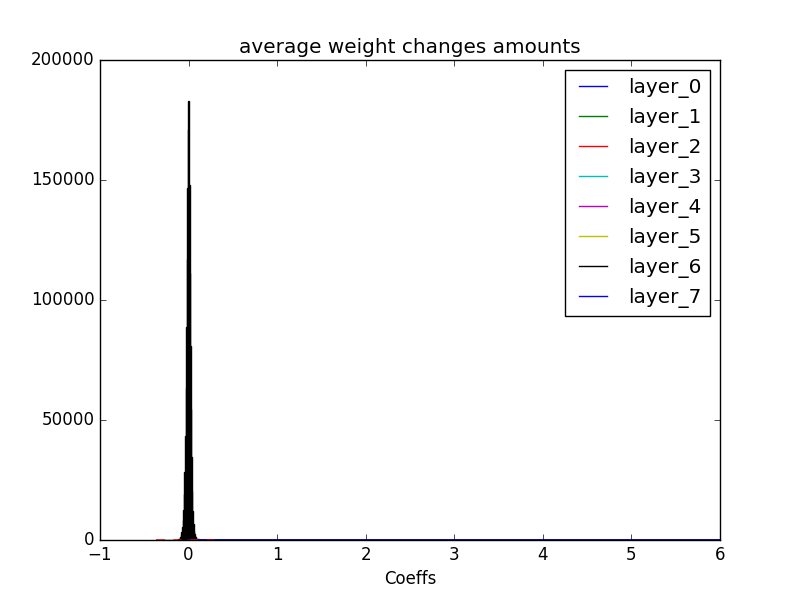 average weight changes amounts
200000
150000
100000
50000
0
layer_0
layer_1
layer_2
layer_3
layer_4
layer_5
layer_6
layer_7
−1 0 1 2 3 4 5 6
Coeffs